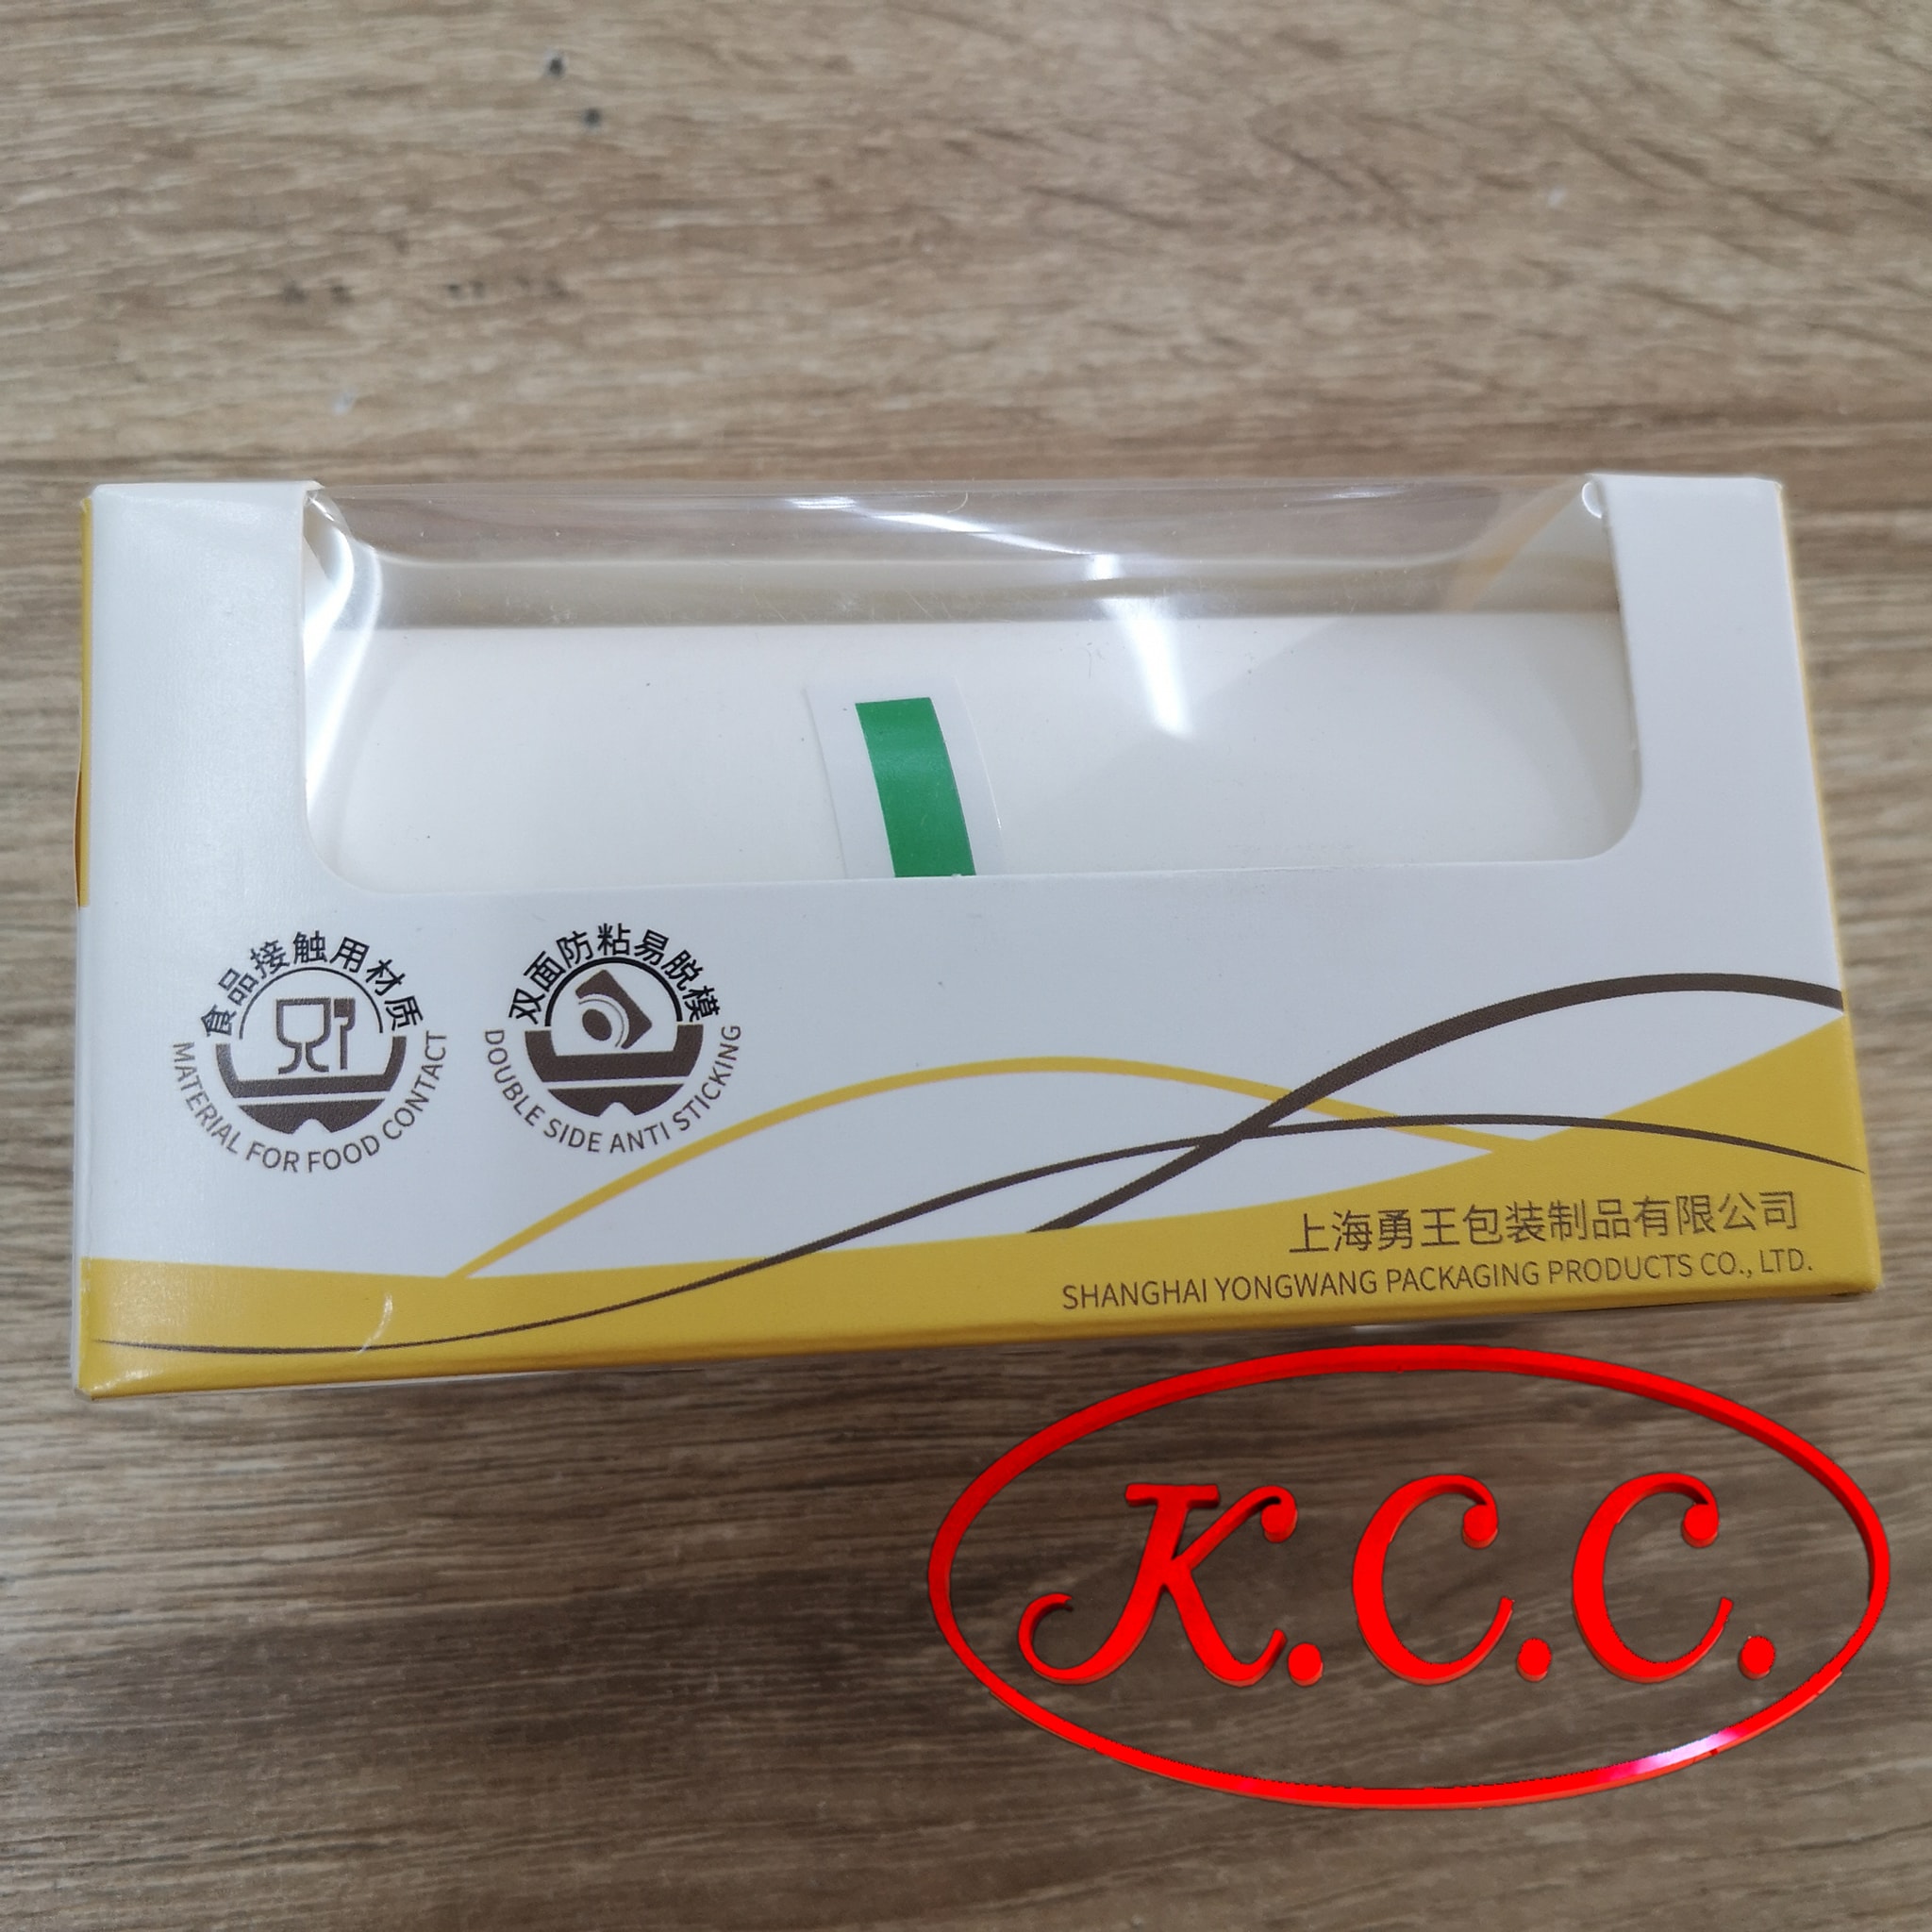 食品接触用材质
MATERIAL FOR FOOD CONTACT
双面防粘易脱模
DOUBLE SIDE ANTI STICKING
上海勇王包装制品有限公司
SHANGHAI YONGWANG PACKAGING PRODUCTS CO., LTD.
K.C.C.